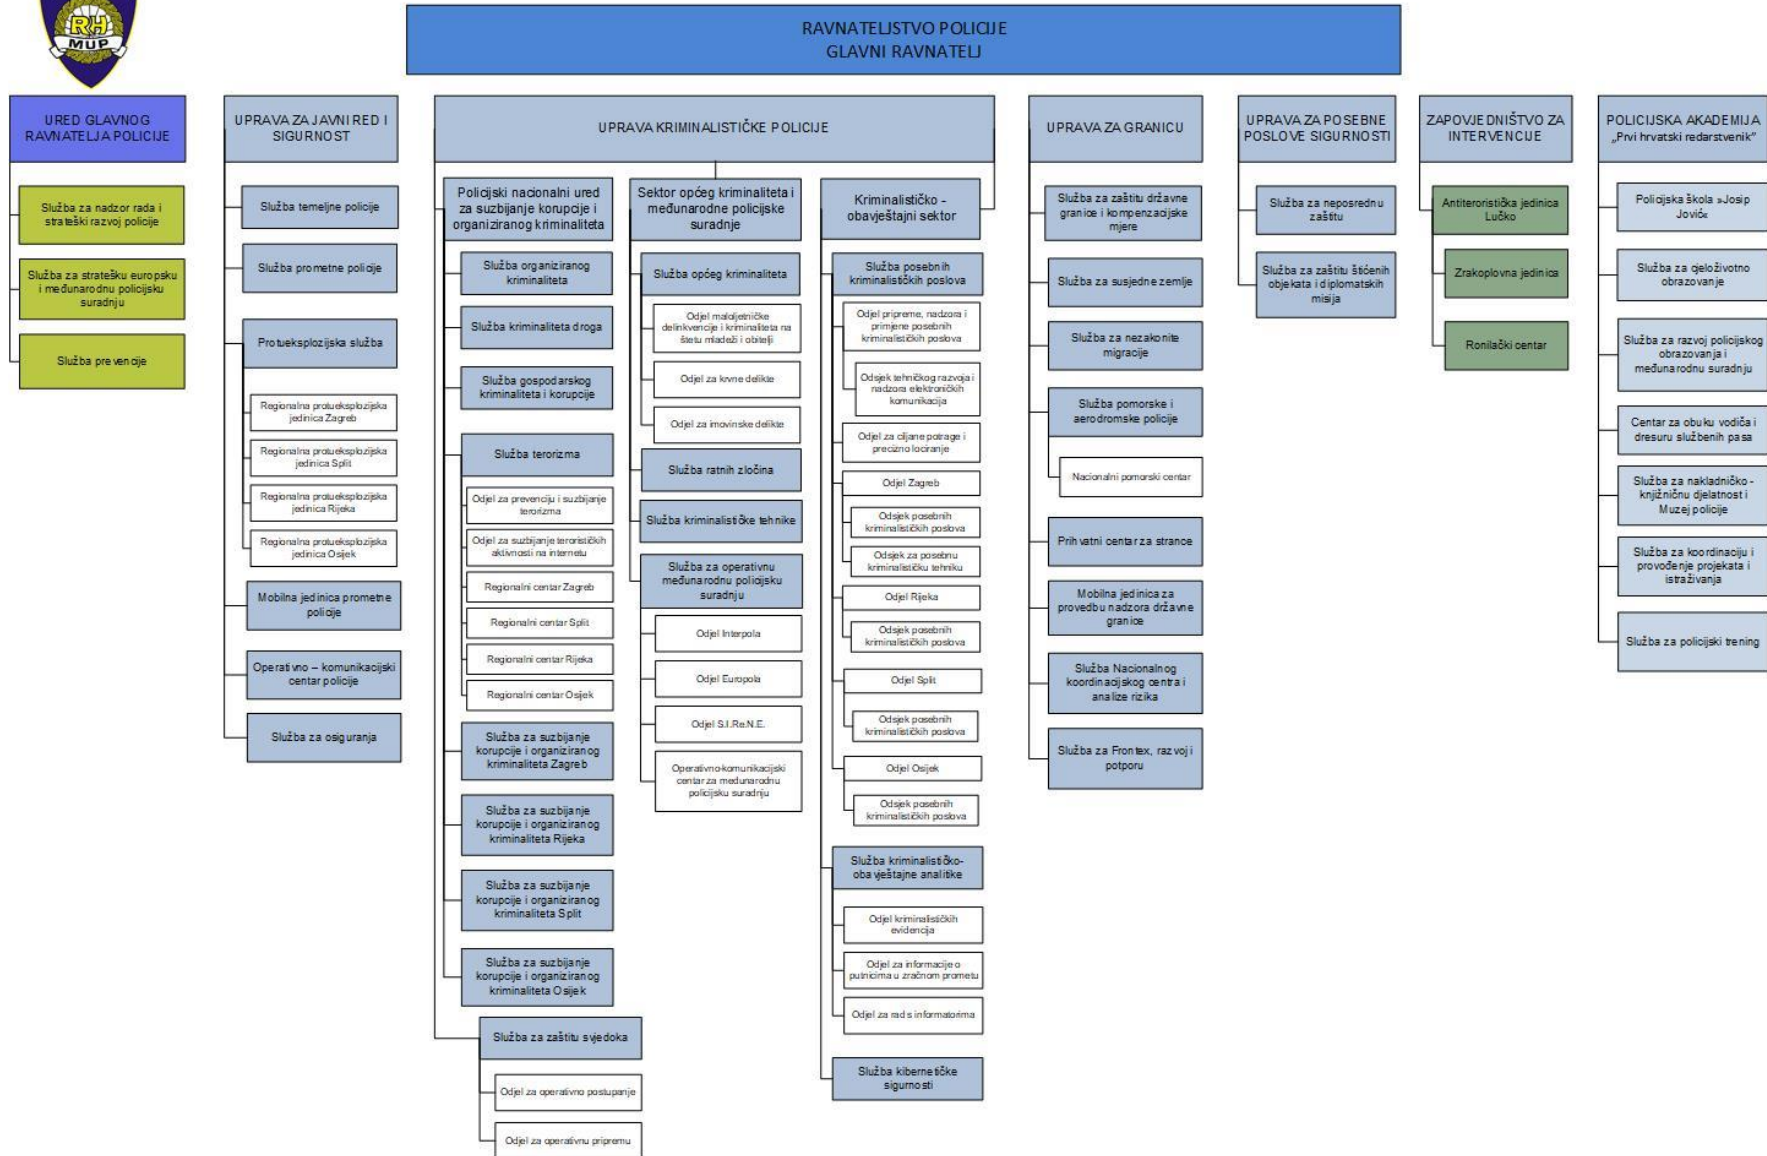 RH
MUP
RAVNATELJSTVO POLICIJE
GLAVNI RAVNATELJ
URED GLAVNOG
RAVNATELJA POLICIJE
Služba za nadzor rada i
strateški razvoj policije
Služba za stratešku europsku
i međunarodnu policijsku
suradnju
Služba prevencije
UPRAVA ZA JAVNI RED I
SIGURNOST
Služba temeljne policije
Služba prometne policije
Protueksplozijska služba
Regionalna protueksplozijska
jedinica Zagreb
Regionalna protueksplozijska
jedinica Split
Regionalna protueksplozijska
jedinica Rijeka
Regionalna protueksplozijska
jedinica Osijek
Mobilna jedinica prometne
policije
Operativno – komunikacijski
centar policije
Služba za osiguranja
UPRAVA KRIMINALISTIČKE POLICIJE
Policijski nacionalni ured
za suzbijanje korupcije i
organiziranog kriminaliteta
Služba organiziranog
kriminaliteta
Služba kriminaliteta droga
Služba gospodarskog
kriminaliteta i korupcije
Služba terorizma
Odjel za prevenciju i suzbijanje
terorizma
Odjel za suzbijanje terorističkih
aktivnosti na internetu
Regionalni centar Zagreb
Regionalni centar Split
Regionalni centar Rijeka
Regionalni centar Osijek
Služba za suzbijanje
korupcije i organiziranog
kriminaliteta Zagreb
Služba za suzbijanje
korupcije i organiziranog
kriminaliteta Rijeka
Služba za suzbijanje
korupcije i organiziranog
kriminaliteta Split
Služba za suzbijanje
korupcije i organiziranog
kriminaliteta Osijek
Služba za zaštitu svjedoka
Odjel za operativno postupanje
Odjel za operativnu pripremu
Sektor općeg kriminaliteta i
međunarodne policijske
suradnje
Služba općeg kriminaliteta
Odjel maloljetničke
delinkvencije i kriminaliteta na
štetu mladeži i obitelji
Odjel za krvne delikte
Odjel za imovinske delikte
Služba ratnih zločina
Služba kriminalističke tehnike
Služba za operativnu
međunarodnu policijsku
suradnju
Odjel Interpola
Odjel Europola
Odjel S.I.Re.N.E.
Operativno-komunikacijski
centar za međunarodnu
policijsku suradnju
Kriminalističko -
obavještajni sektor
Služba posebnih
kriminalističkih poslova
Odjel pripreme, nadzora i
primjene posebnih
kriminalističkih poslova
Odsjek tehničkog razvoja i
nadzora elektroničkih
komunikacija
Odjel za ciljane potrage i
precizno lociranje
Odjel Zagreb
Odsjek posebnih
kriminalističkih poslova
Odsjek za posebnu
kriminalističku tehniku
Odjel Rijeka
Odsjek posebnih
kriminalističkih poslova
Odjel Split
Odsjek posebnih
kriminalističkih poslova
Odjel Osijek
Odsjek posebnih
kriminalističkih poslova
Služba kriminalističko-
obavještajne analitike
Odjel kriminalističkih
evidencija
Odjel za informacije o
putnicima u zračnom prometu
Odjel za rad s informatorima
Služba kibernetičke
sigurnosti
UPRAVA ZA GRANICU
Služba za zaštitu državne
granice i kompenzacijske
mjere
Služba za susjedne zemlje
Služba za nezakonite
migracije
Služba pomorske i
aerodromske policije
Nacionalni pomorski centar
Prihvatni centar za strance
Mobilna jedinica za
provedbu nadzora državne
granice
Služba Nacionalnog
koordinacijskog centra i
analize rizika
Služba za Frontex, razvoj i
potporu
UPRAVA ZA POSEBNE
POSLOVE SIGURNOSTI
Služba za neposrednu
zaštitu
Služba za zaštitu štićenih
objekata i diplomatskih
misija
ZAPOVJEDNIŠTVO ZA
INTERVENCIJE
Antiteroristička jedinica
Lučko
Zrakoplovna jedinica
Ronilački centar
POLICIJSKA AKADEMIJA
„Prvi hrvatski redarstvenik”
Policijska škola »Josip
Jović«
Služba za cjeloživotno
obrazovanje
Služba za razvoj policijskog
obrazovanja i
međunarodnu suradnju
Centar za obuku vodiča i
dresuru službenih pasa
Služba za nakladničko -
knjižničnu djelatnost i
Muzej policije
Služba za koordinaciju i
provođenje projekata i
istraživanja
Služba za policijski trening